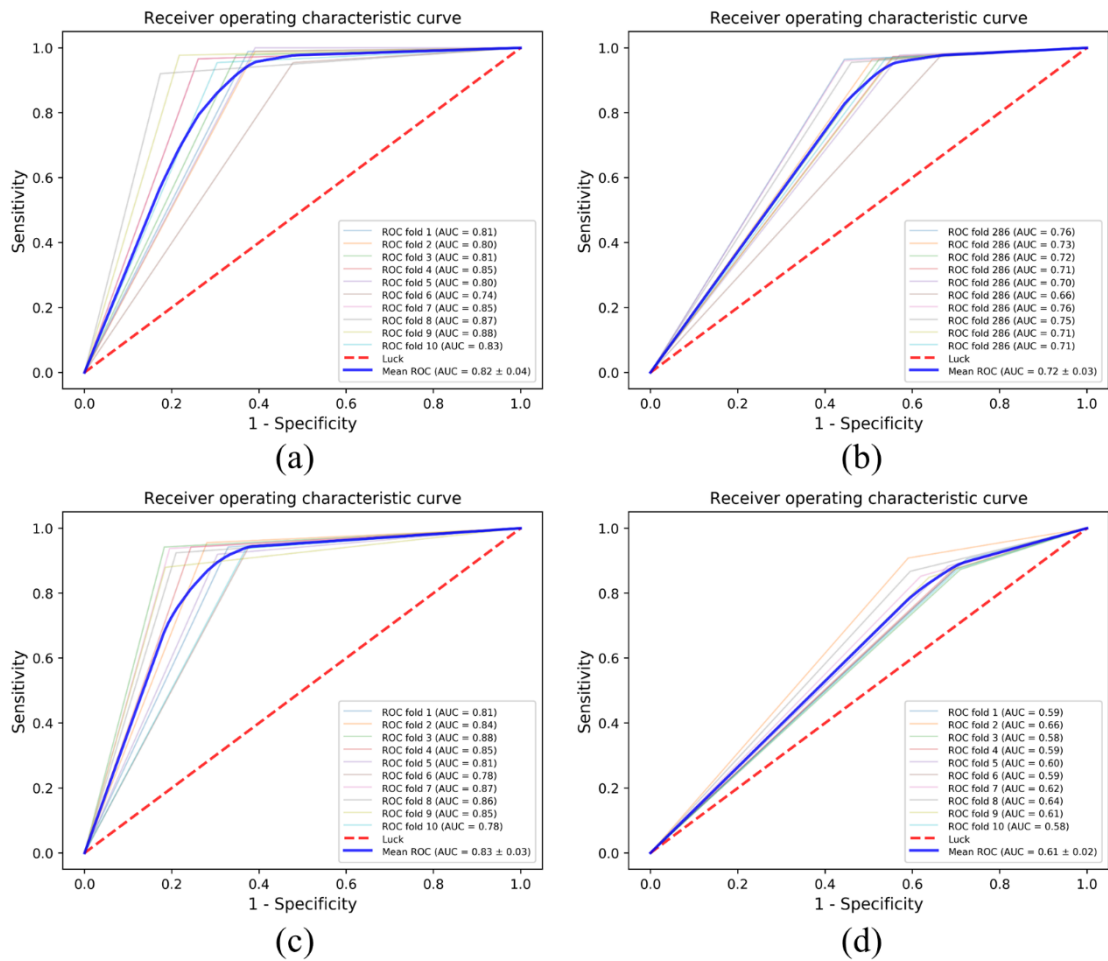 Receiver operating characteristic curve
1.0
0.8
0.6
0.4
0.2
0.0
Sensitivity
ROC fold 1 (AUC = 0.81)
ROC fold 2 (AUC = 0.80)
ROC fold 3 (AUC = 0.81)
ROC fold 4 (AUC = 0.85)
ROC fold 5 (AUC = 0.80)
ROC fold 6 (AUC = 0.74)
ROC fold 7 (AUC = 0.85)
ROC fold 8 (AUC = 0.87)
ROC fold 9 (AUC = 0.88)
ROC fold 10 (AUC = 0.83)
Luck
Mean ROC (AUC = 0.82 ± 0.04)
0.0 0.2 0.4 0.6 0.8 1.0
1 - Specificity
(a)
Receiver operating characteristic curve
1.0
0.8
0.6
0.4
0.2
0.0
Sensitivity
ROC fold 286 (AUC = 0.76)
ROC fold 286 (AUC = 0.73)
ROC fold 286 (AUC = 0.72)
ROC fold 286 (AUC = 0.71)
ROC fold 286 (AUC = 0.70)
ROC fold 286 (AUC = 0.66)
ROC fold 286 (AUC = 0.76)
ROC fold 286 (AUC = 0.75)
ROC fold 286 (AUC = 0.71)
ROC fold 286 (AUC = 0.71)
Luck
Mean ROC (AUC = 0.72 ± 0.03)
0.0 0.2 0.4 0.6 0.8 1.0
1 - Specificity
(b)
Receiver operating characteristic curve
1.0
0.8
0.6
0.4
0.2
0.0
Sensitivity
ROC fold 1 (AUC = 0.81)
ROC fold 2 (AUC = 0.84)
ROC fold 3 (AUC = 0.88)
ROC fold 4 (AUC = 0.85)
ROC fold 5 (AUC = 0.81)
ROC fold 6 (AUC = 0.78)
ROC fold 7 (AUC = 0.87)
ROC fold 8 (AUC = 0.86)
ROC fold 9 (AUC = 0.85)
ROC fold 10 (AUC = 0.78)
Luck
Mean ROC (AUC = 0.83 ± 0.03)
0.0 0.2 0.4 0.6 0.8 1.0
1 - Specificity
(c)
Receiver operating characteristic curve
1.0
0.8
0.6
0.4
0.2
0.0
Sensitivity
ROC fold 1 (AUC = 0.59)
ROC fold 2 (AUC = 0.66)
ROC fold 3 (AUC = 0.58)
ROC fold 4 (AUC = 0.59)
ROC fold 5 (AUC = 0.60)
ROC fold 6 (AUC = 0.59)
ROC fold 7 (AUC = 0.62)
ROC fold 8 (AUC = 0.64)
ROC fold 9 (AUC = 0.61)
ROC fold 10 (AUC = 0.58)
Luck
Mean ROC (AUC = 0.61 ± 0.02)
0.0 0.2 0.4 0.6 0.8 1.0
1 - Specificity
(d)